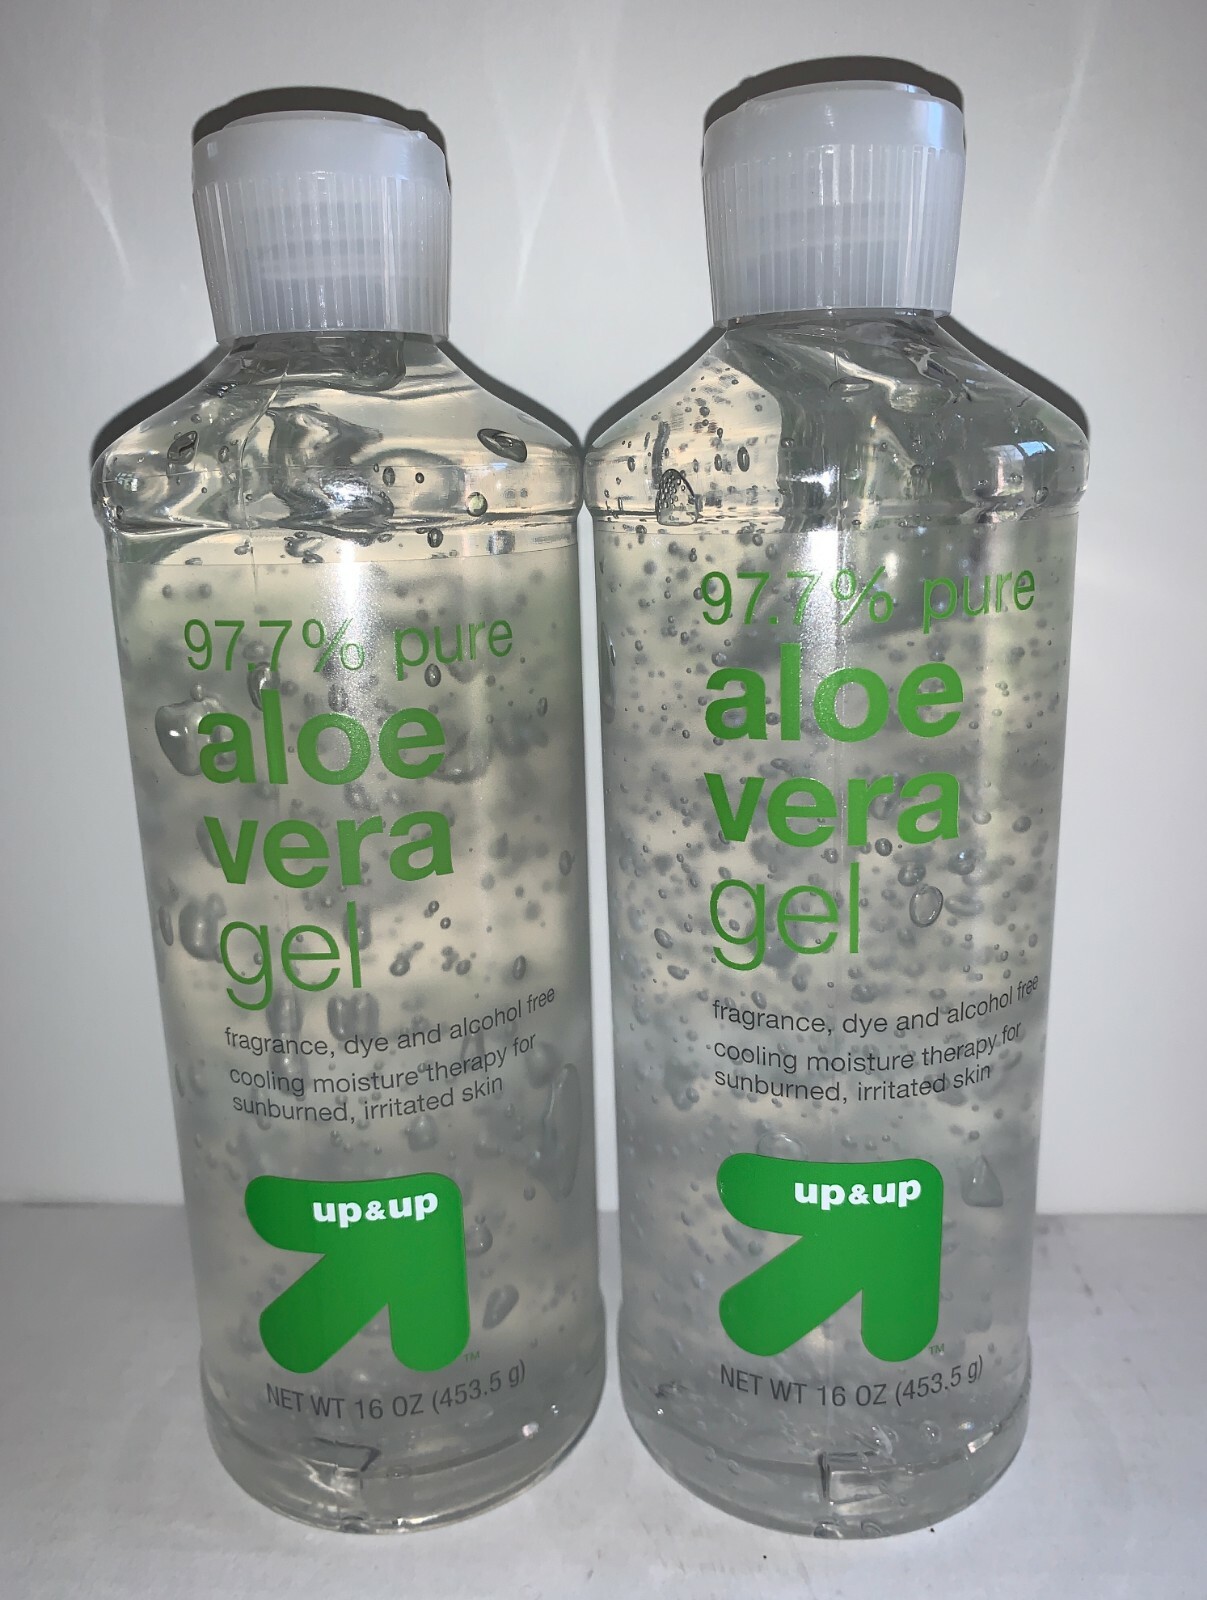 97.7% pure
aloe
vera
gel
fragrance, dye and alcohol free
cooling moisture therapy for
sunburned, irritated skin
up&up
TM
NET WT 16 OZ (453.5 g)
97.7% pure
aloe
vera
gel
fragrance, dye and alcohol free
cooling moisture therapy for
sunburned, irritated skin
up&up
TM
NET WT 16 OZ (453.5 g)